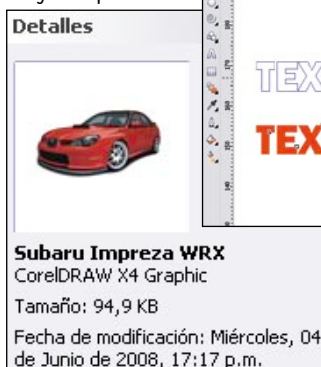 Detalles
TEX
TEX
Subaru Impreza WRX
CorelDRAW X4 Graphic
Tamaño: 94,9 KB
Fecha de modificación: Miércoles, 04
de Junio de 2008, 17:17 p.m.